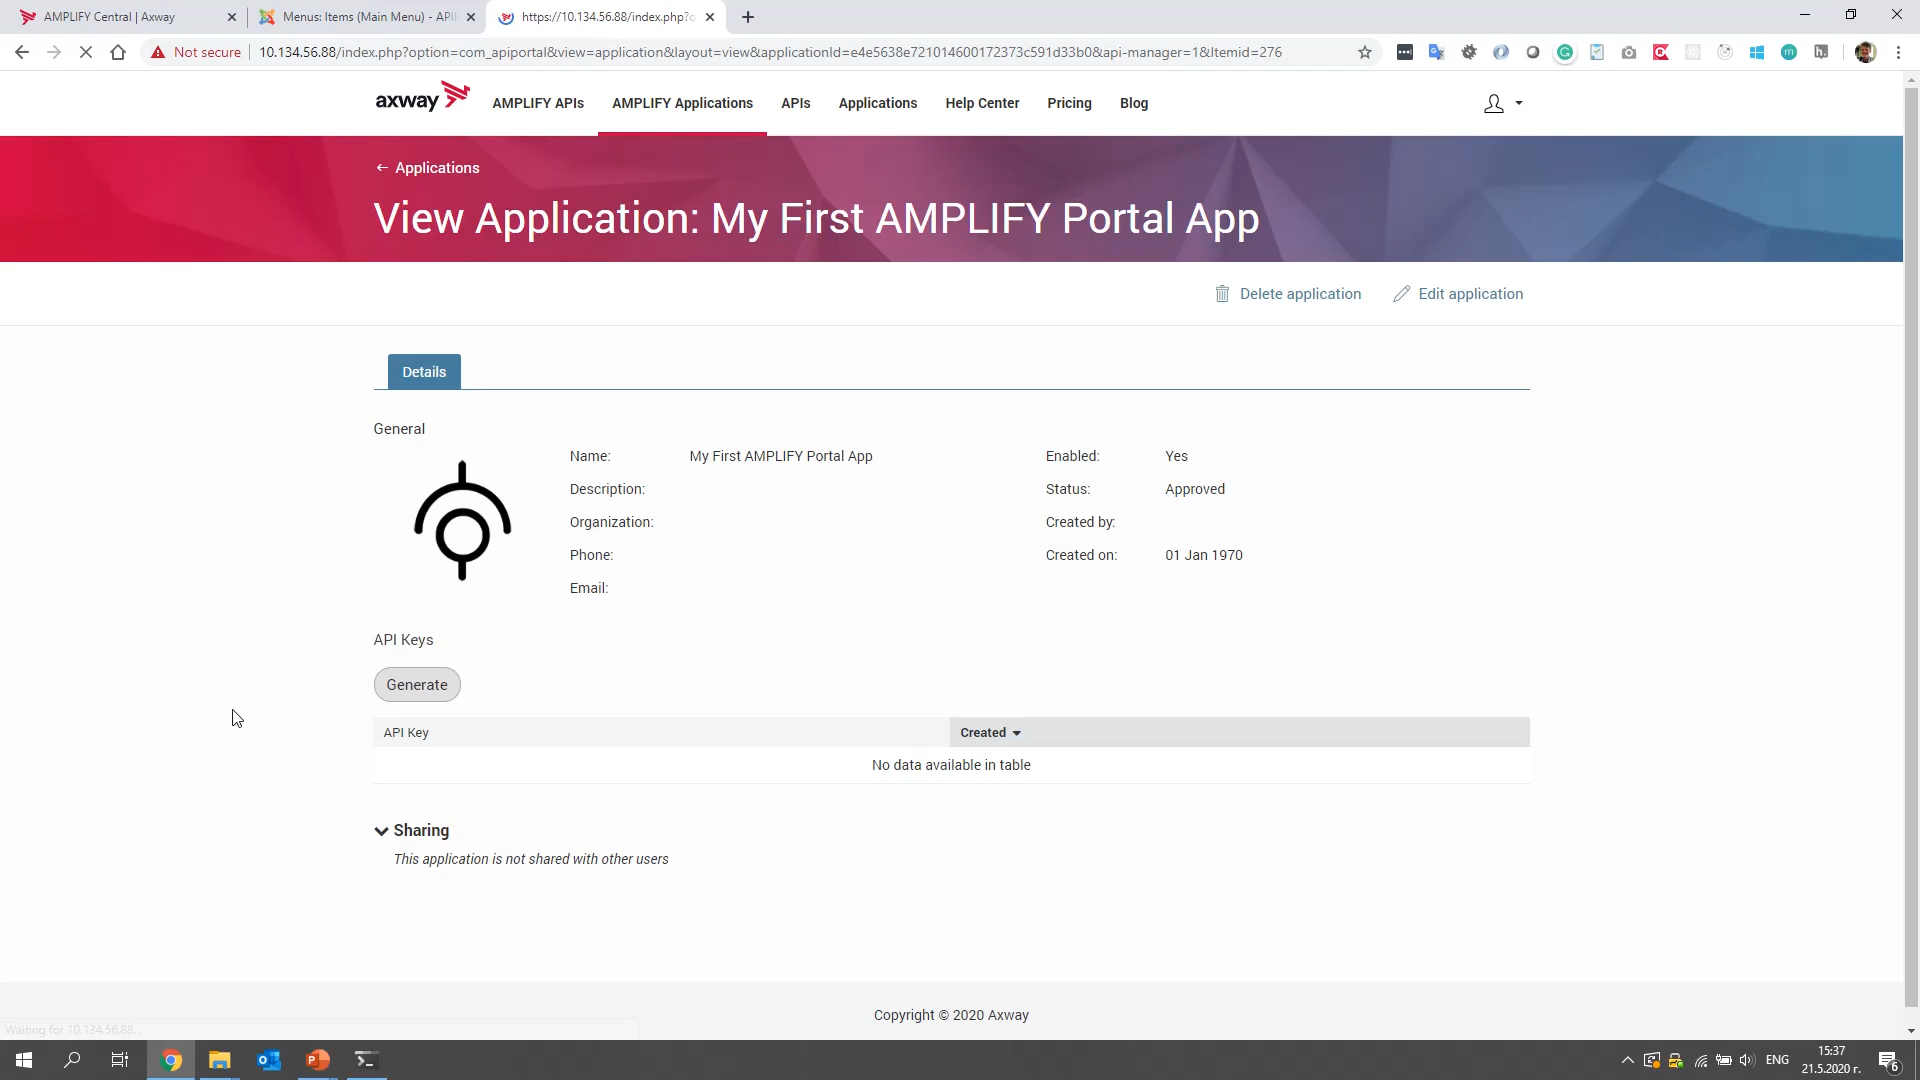 AMPLIFY Central | Axway
Menus: Items (Main Menu) - APIF
https://10.134.56.88/index.php?o
Not secure
10.134.56.88/index.php?option=com_apiportal&view=application&layout=view&applicationId=e4e5638e721014600172373c591d33b0&api-manager=1&Itemid=276
axway
AMPLIFY APIs
AMPLIFY Applications
APIs
Applications
Help Center
Pricing
Blog
← Applications
View Application: My First AMPLIFY Portal App
Delete application
Edit application
Details
General
Name: My First AMPLIFY Portal App
Enabled: Yes
Description:
Status: Approved
Organization:
Created by:
Phone:
Created on: 01 Jan 1970
Email:
API Keys
Generate
API Key
Created
No data available in table
Sharing
This application is not shared with other users
Copyright © 2020 Axway
Waiting for 10.134.56.88...
ENG
15:37
21.5.2020 г.
6